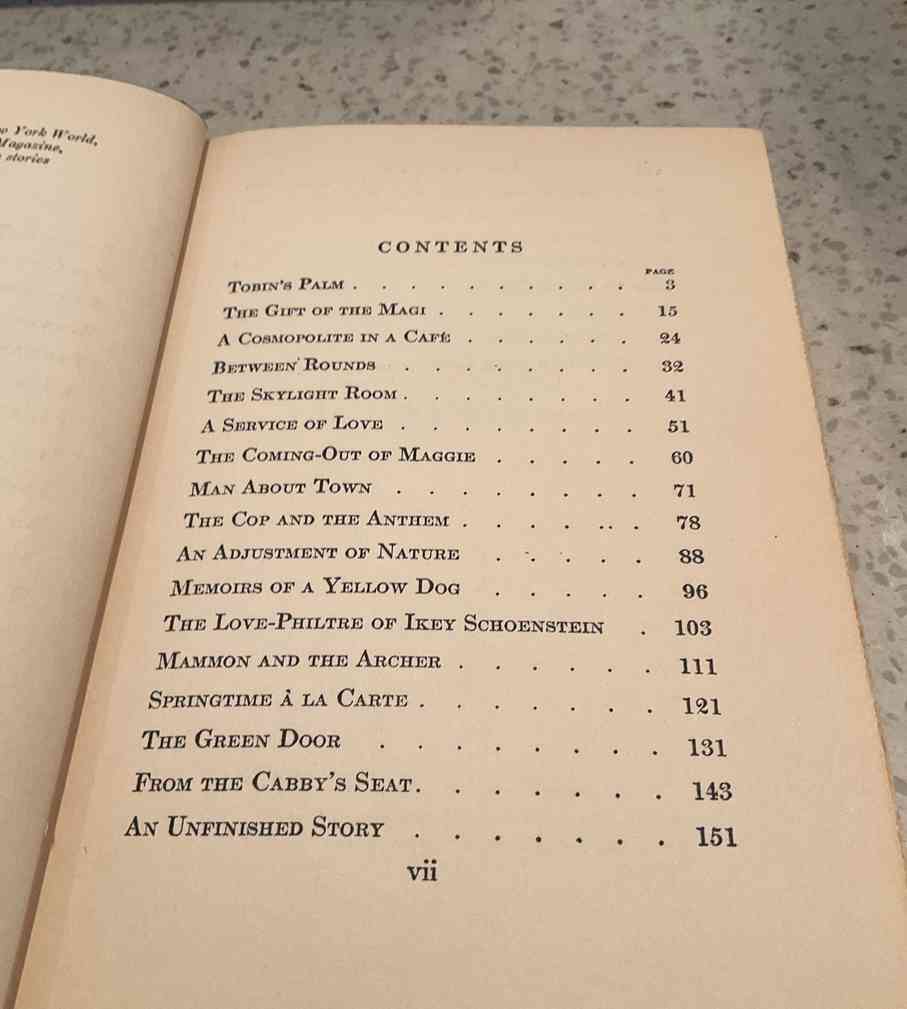 York World,
Magazine,
stories
CONTENTS
PAGE
TOBIN'S PALM . . . . . . . . . . 3
THE GIFT OF THE MAGI . . . . . . . 15
A COSMOPOLITE IN A CAFÉ . . . . . . 24
BETWEEN ROUNDS . . . . . . . . 32
THE SKYLIGHT ROOM . . . . . . . . 41
A SERVICE OF LOVE . . . . . . . . 51
THE COMING-OUT OF MAGGIE . . . . . 60
MAN ABOUT TOWN . . . . . . . . 71
THE COP AND THE ANTHEM . . . . .. . 78
AN ADJUSTMENT OF NATURE . . . . . 88
MEMOIRS OF A YELLOW DOG . . . . . 96
THE LOVE-PHILTRE OF IKEY SCHOENSTEIN . 103
MAMMON AND THE ARCHER . . . . . . 111
SPRINGTIME À LA CARTE . . . . . . . 121
THE GREEN DOOR . . . . . . . . 131
FROM THE CABBY'S SEAT . . . . . . . 143
AN UNFINISHED STORY . . . . . . . 151
vii